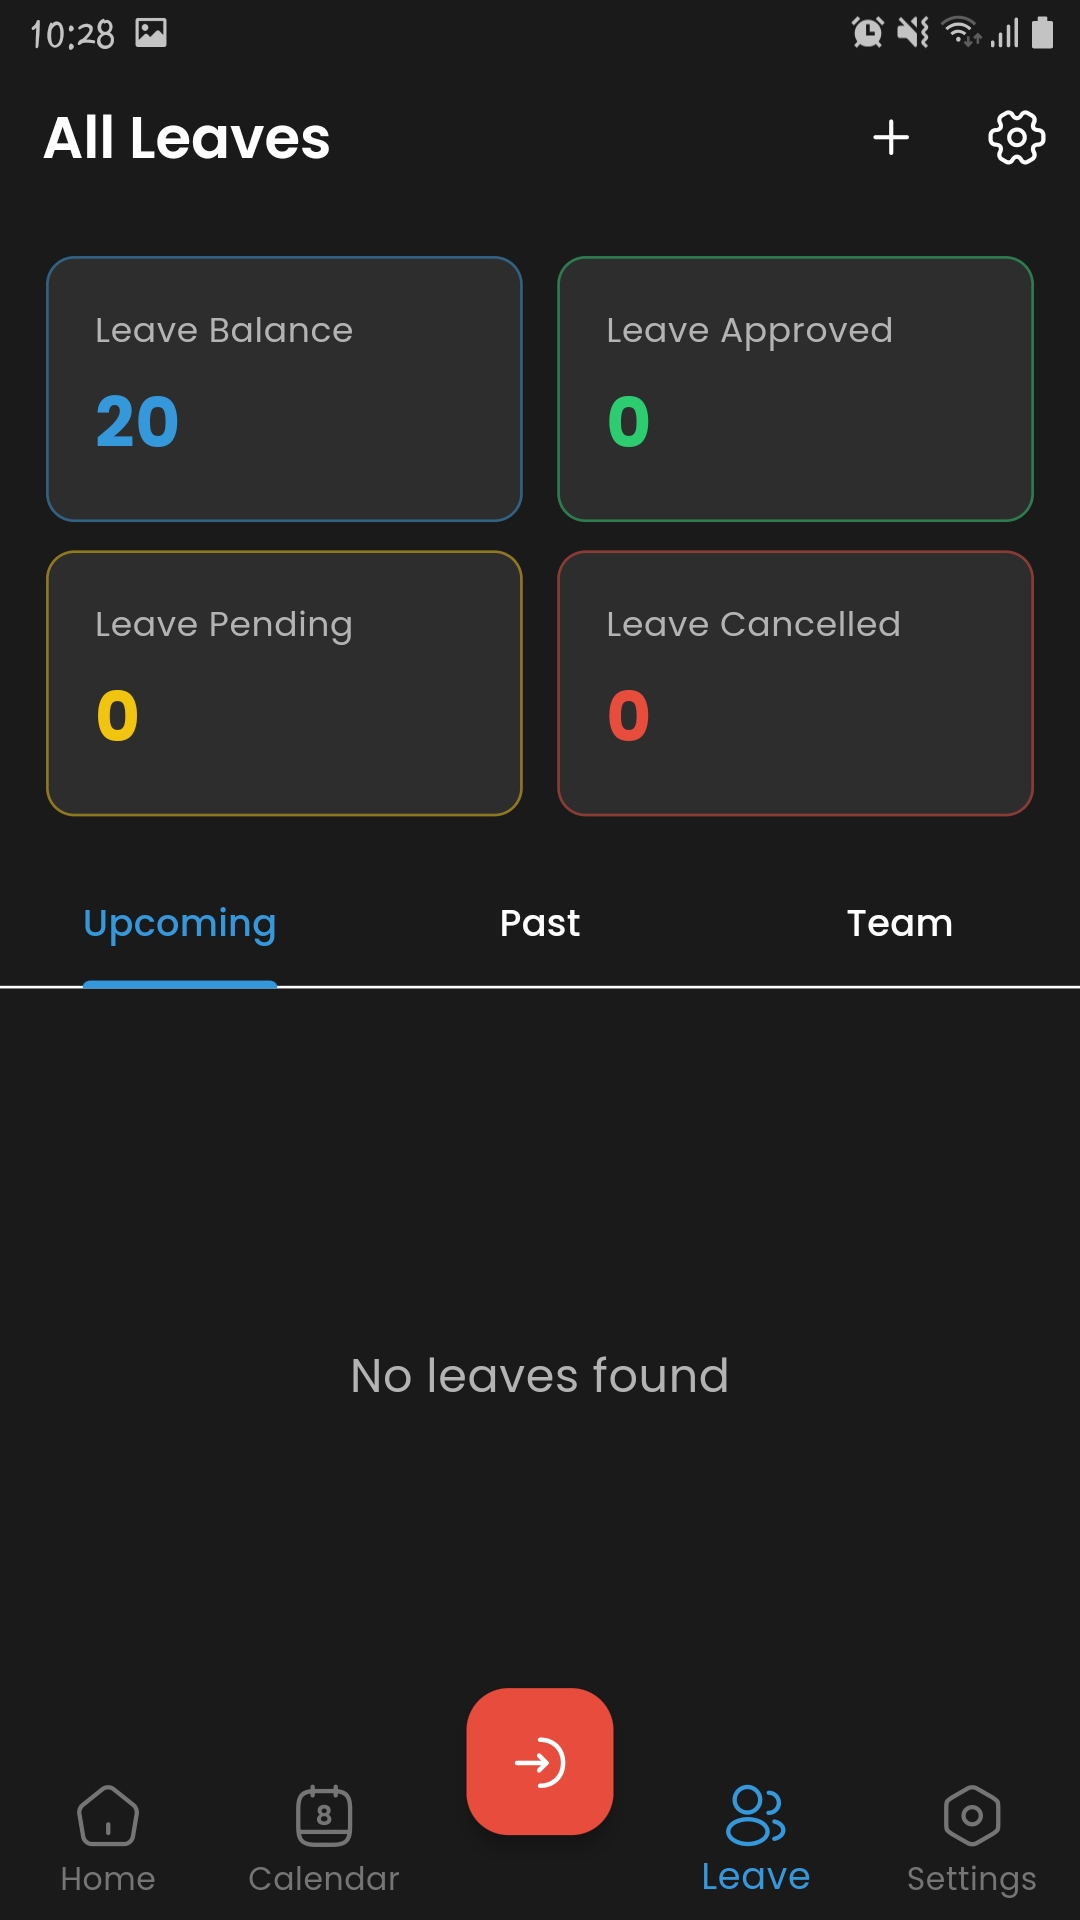 10:28
All Leaves
Leave Balance
20
Leave Approved
0
Leave Pending
0
Leave Cancelled
0
Upcoming Past Team
No leaves found
8
Home Calendar Leave Settings